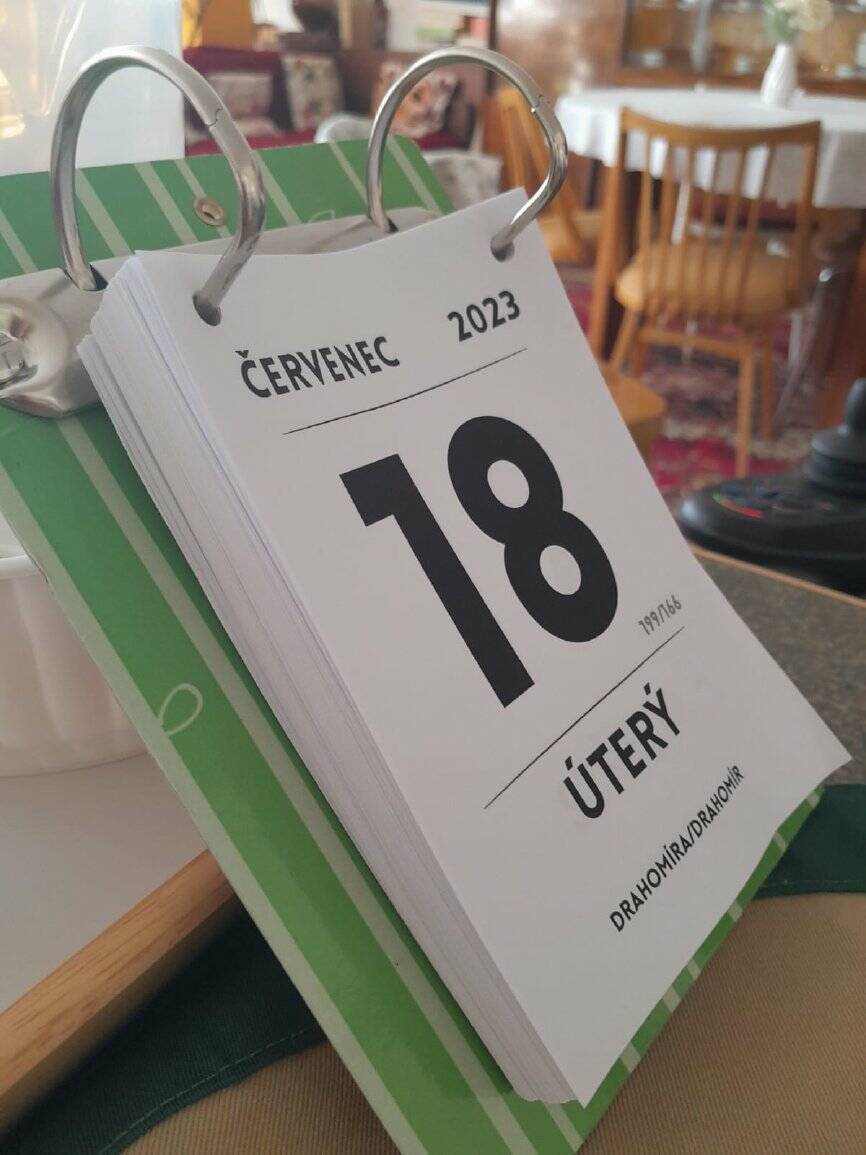 ČERVENEC 2023
18
199/166
ÚTERÝ
DRAHOMÍRA/DRAHOMÍR